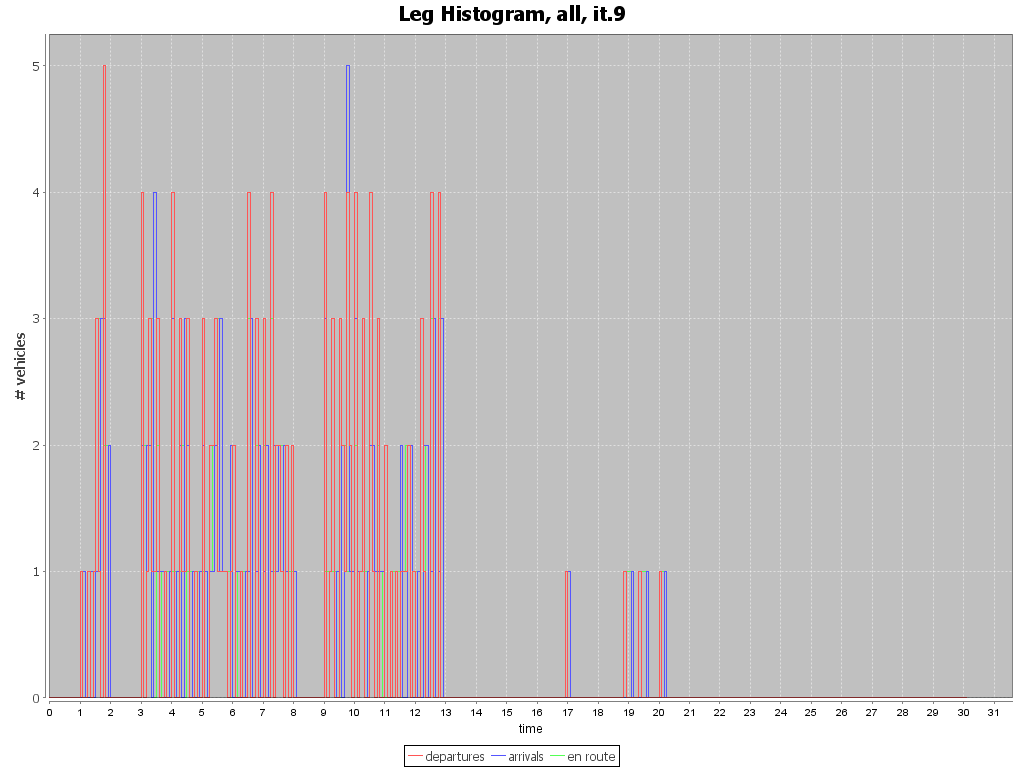 Leg Histogram, all, it.9
5
4
3
2
1
0
# vehicles
0 1 2 3 4 5 6 7 8 9 10 11 12 13 14 15 16 17 18 19 20 21 22 23 24 25 26 27 28 29 30 31
time
departures arrivals en route